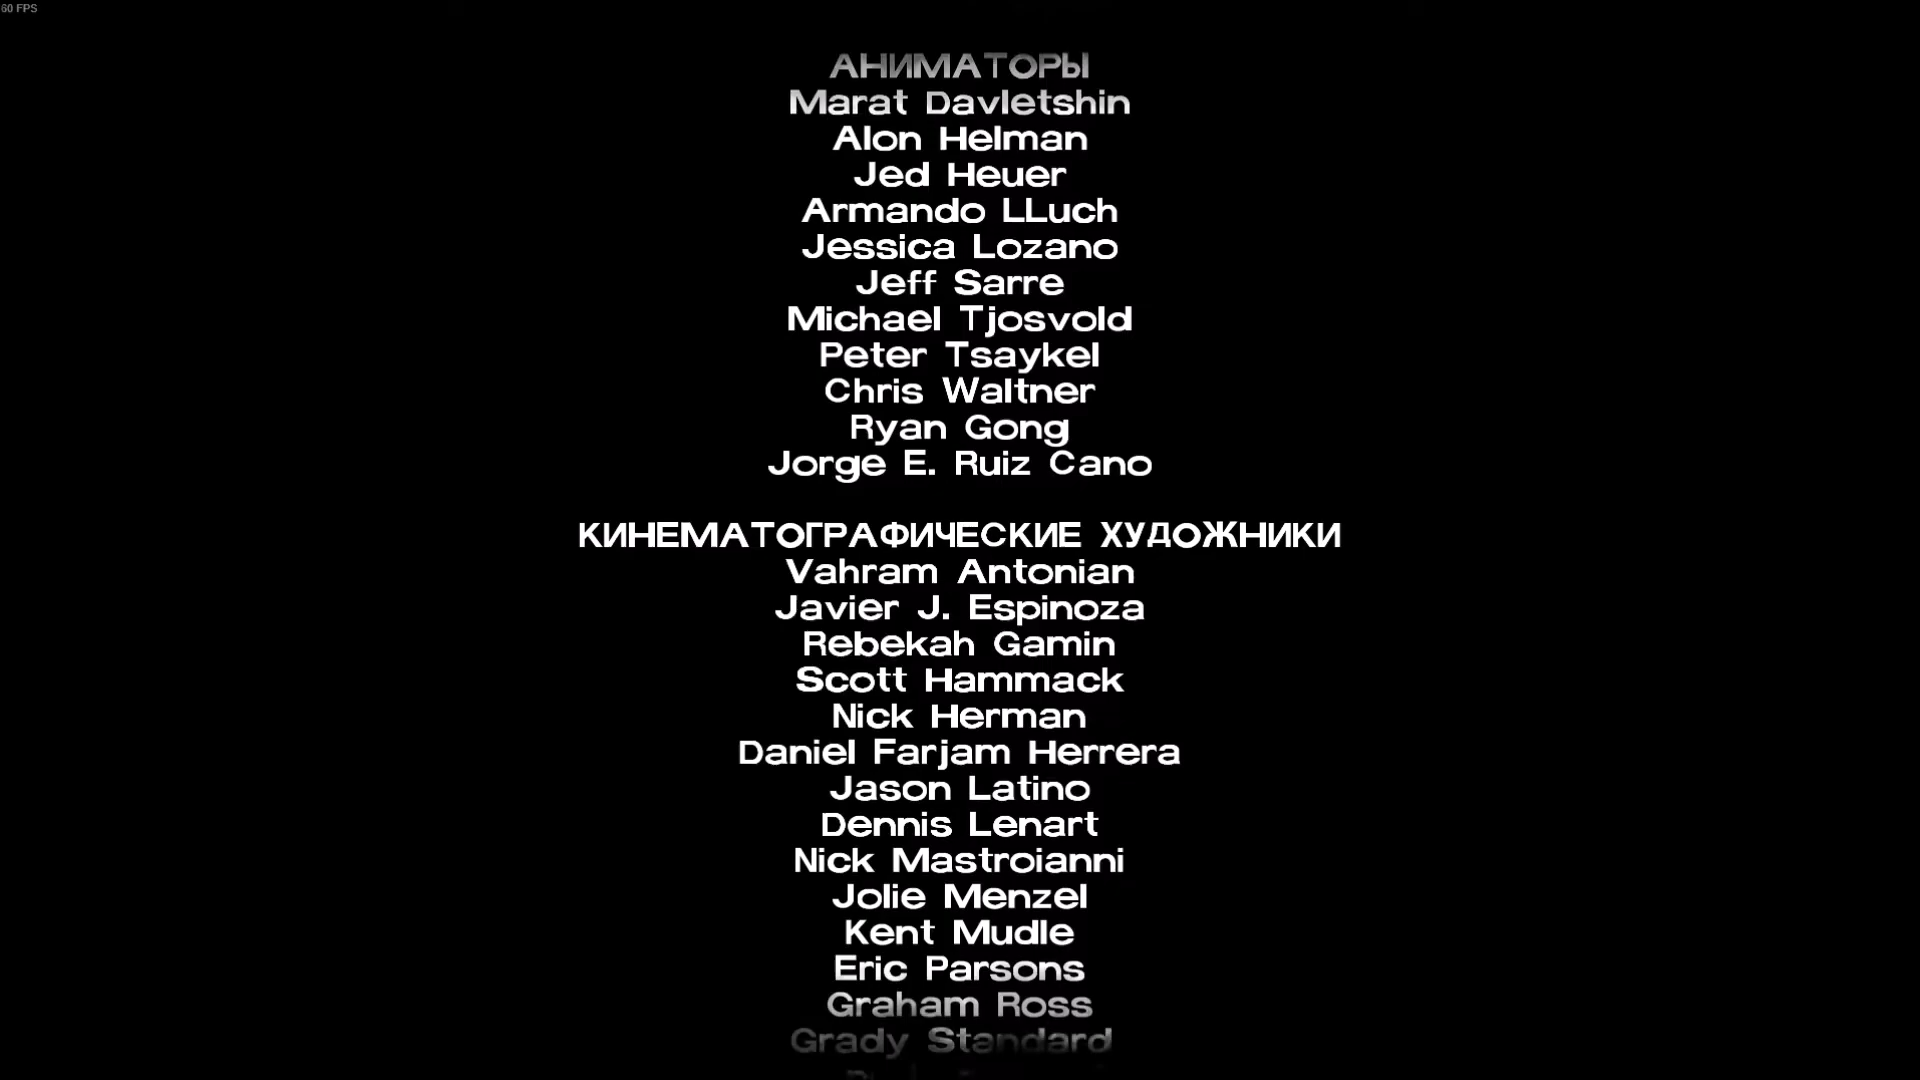 60 FPS
АНИМАТОРЫ
Marat Davletshin
Alon Helman
Jed Heuer
Armando LLuch
Jessica Lozano
Jeff Sarre
Michael Tjosvold
Peter Tsaykel
Chris Waltner
Ryan Gong
Jorge E. Ruiz Cano
КИНЕМАТОГРАФИЧЕСКИЕ ХУДОЖНИКИ
Vahram Antonian
Javier J. Espinoza
Rebekah Gamin
Scott Hammack
Nick Herman
Daniel Farjam Herrera
Jason Latino
Dennis Lenart
Nick Mastroianni
Jolie Menzel
Kent Mudle
Eric Parsons
Graham Ross
Grady Standard